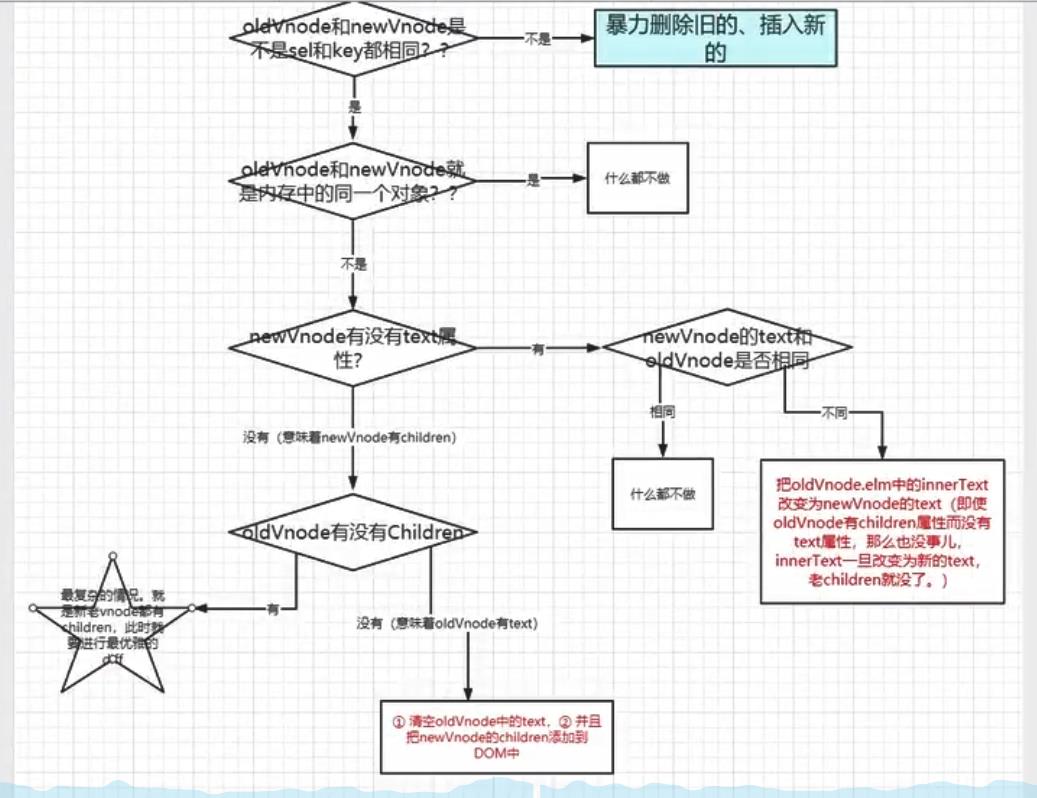 oldVnode和newVnode是
不是sel和key都相同？？
不是
暴力删除旧的、插入新
的
是
oldVnode和newVnode就
是内存中的同一个对象？？
是
什么都不做
不是
newVnode有没有text属
性？
有
newVnode的text和
oldVnode是否相同
相同
不同
没有（意味着newVnode有children）
什么都不做
把oldVnode.elm中的innerText
改变为newVnode的text（即使
oldVnode有children属性而没有
text属性，那么也没事儿，
innerText一旦改变为新的text，
老children就没了。）
oldVnode有没有Children
有
最复杂的情况。就
是新老vnode都有
children，此时就
要进行最优雅的
diff
没有（意味着oldVnode有text）
① 清空oldVnode中的text，② 并且
把newVnode的children添加到
DOM中